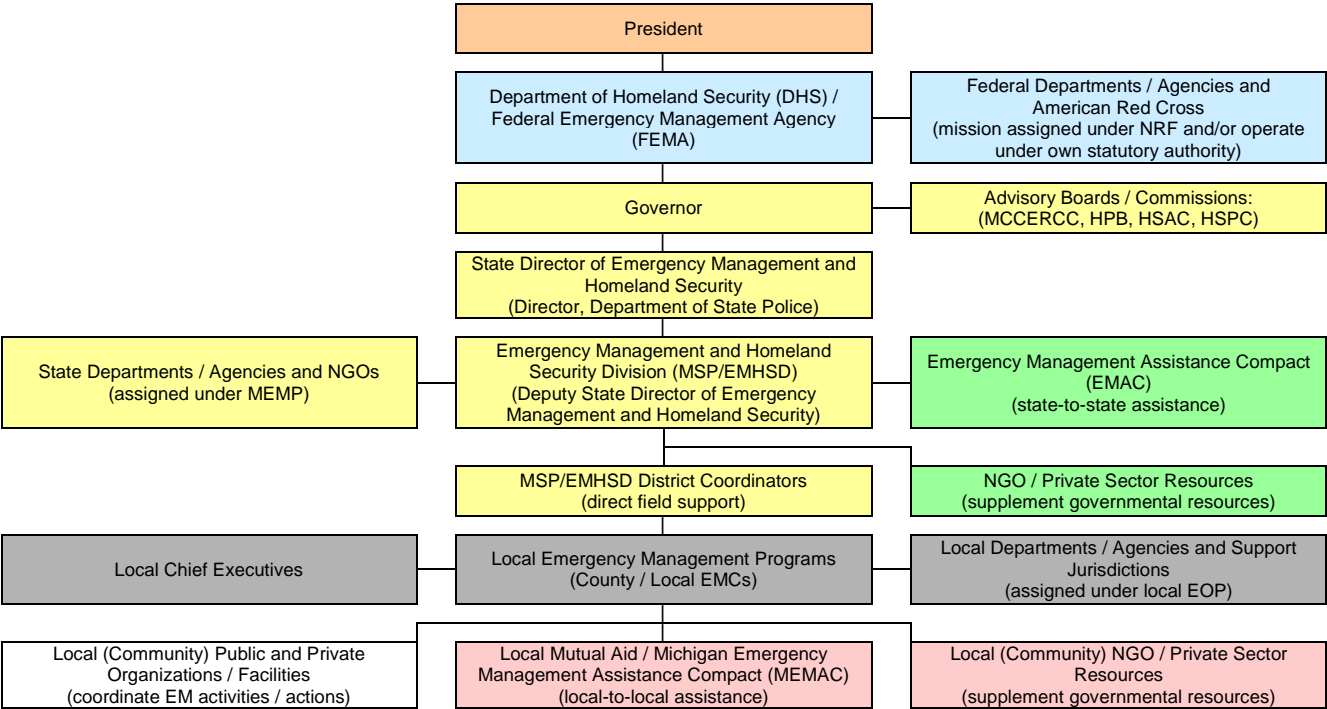 President
Department of Homeland Security (DHS) /
Federal Emergency Management Agency
(FEMA)
Federal Departments / Agencies and
American Red Cross
(mission assigned under NRF and/or operate
under own statutory authority)
Governor
Advisory Boards / Commissions:
(MCCERCC, HPB, HSAC, HSPC)
State Director of Emergency Management and
Homeland Security
(Director, Department of State Police)
State Departments / Agencies and NGOs
(assigned under MEMP)
Emergency Management and Homeland
Security Division (MSP/EMHSD)
(Deputy State Director of Emergency
Management and Homeland Security)
Emergency Management Assistance Compact
(EMAC)
(state-to-state assistance)
MSP/EMHSD District Coordinators
(direct field support)
NGO / Private Sector Resources
(supplement governmental resources)
Local Chief Executives
Local Emergency Management Programs
(County / Local EMCs)
Local Departments / Agencies and Support
Jurisdictions
(assigned under local EOP)
Local (Community) Public and Private
Organizations / Facilities
(coordinate EM activities / actions)
Local Mutual Aid / Michigan Emergency
Management Assistance Compact (MEMAC)
(local-to-local assistance)
Local (Community) NGO / Private Sector
Resources
(supplement governmental resources)